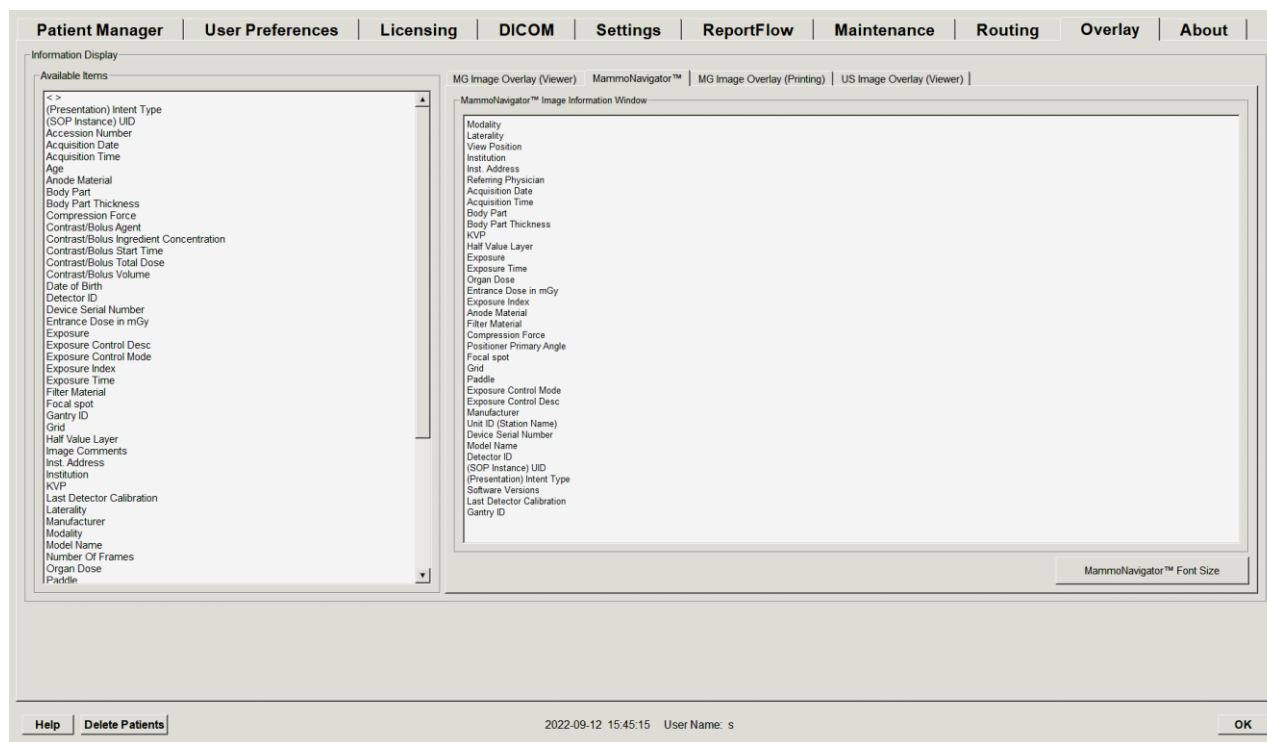 Patient Manager User Preferences Licensing DICOM Settings ReportFlow Maintenance Routing Overlay About
Information Display
Available Items
< >
(Presentation) Intent Type
(SOP Instance) UID
Accession Number
Acquisition Date
Acquisition Time
Age
Anode Material
Body Part
Body Part Thickness
Compression Force
Contrast/Bolus Agent
Contrast/Bolus Ingredient Concentration
Contrast/Bolus Start Time
Contrast/Bolus Total Dose
Contrast/Bolus Volume
Date of Birth
Detector ID
Device Serial Number
Entrance Dose in mGy
Exposure
Exposure Control Desc
Exposure Control Mode
Exposure Index
Exposure Time
Filter Material
Focal spot
Gantry ID
Grid
Half Value Layer
Image Comments
Inst. Address
Institution
KVP
Last Detector Calibration
Laterality
Manufacturer
Modality
Model Name
Number Of Frames
Organ Dose
Paddle
MG Image Overlay (Viewer) MammoNavigator™ MG Image Overlay (Printing) US Image Overlay (Viewer)
MammoNavigator™ Image Information Window
Modality
Laterality
View Position
Institution
Inst. Address
Referring Physician
Acquisition Date
Acquisition Time
Body Part
Body Part Thickness
KVP
Half Value Layer
Exposure
Exposure Time
Organ Dose
Entrance Dose in mGy
Exposure Index
Anode Material
Filter Material
Compression Force
Positioner Primary Angle
Focal spot
Grid
Paddle
Exposure Control Mode
Exposure Control Desc
Manufacturer
Unit ID (Station Name)
Device Serial Number
Model Name
Detector ID
(SOP Instance) UID
(Presentation) Intent Type
Software Versions
Last Detector Calibration
Gantry ID
MammoNavigator™ Font Size
Help Delete Patients 2022-09-12 15:45:15 User Name: s OK